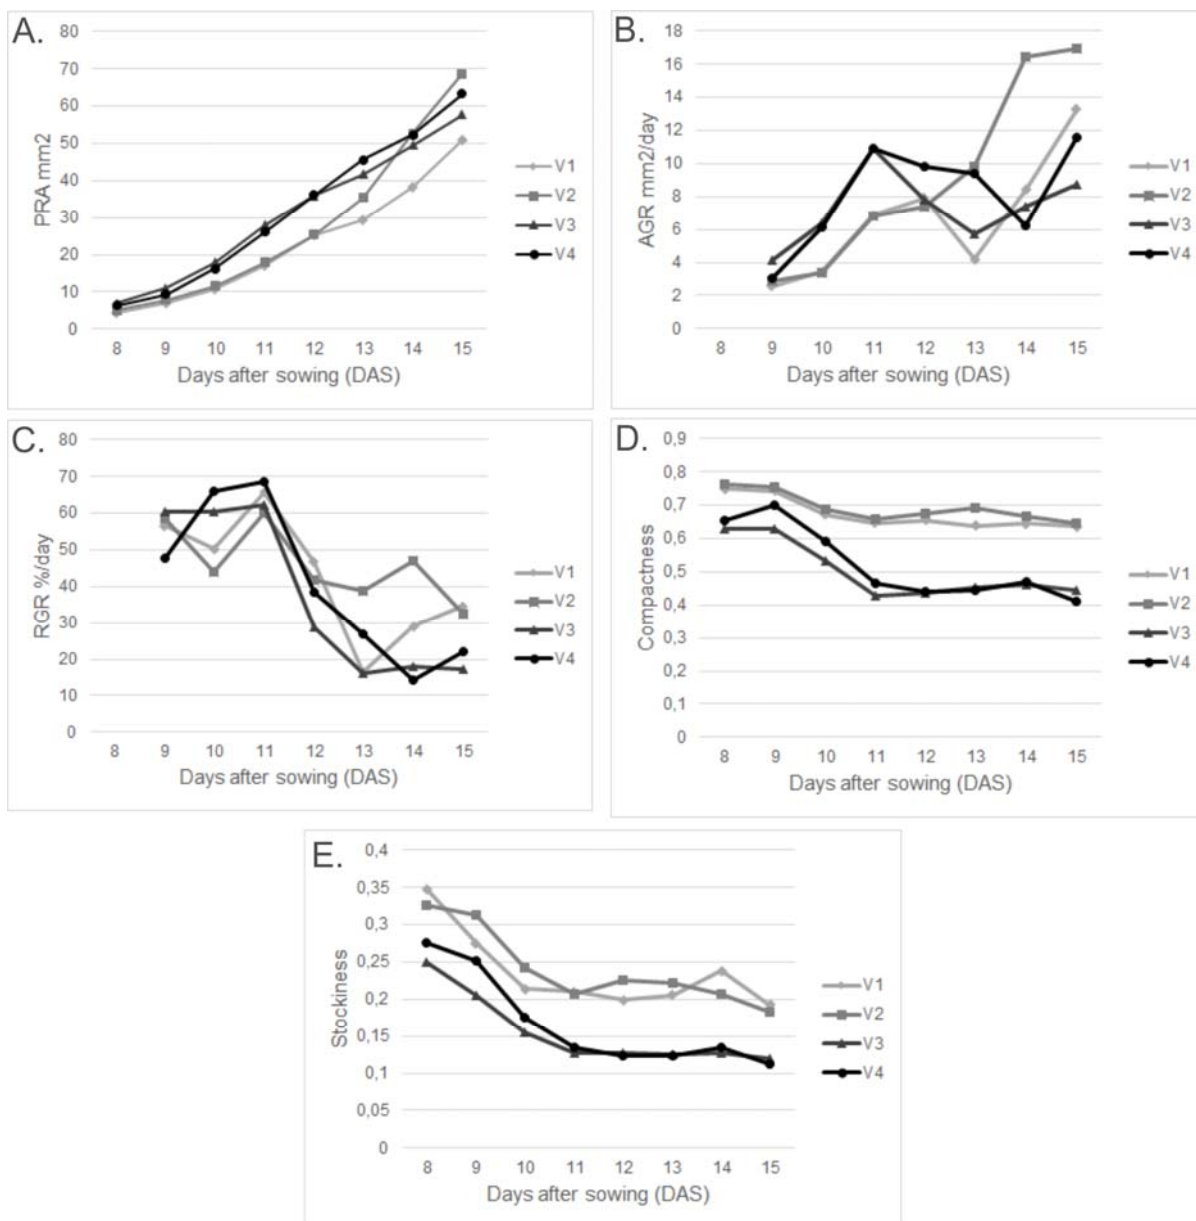 A.
PRA mm2
80
70
60
50
40
30
20
10
0
8 9 10 11 12 13 14 15
Days after sowing (DAS)
V1
V2
V3
V4
B.
AGR mm2/day
18
16
14
12
10
8
6
4
2
0
8 9 10 11 12 13 14 15
Days after sowing (DAS)
V1
V2
V3
V4
C.
RGR %/day
80
70
60
50
40
30
20
10
0
8 9 10 11 12 13 14 15
Days after sowing (DAS)
V1
V2
V3
V4
D.
Compactness
0,9
0,8
0,7
0,6
0,5
0,4
0,3
0,2
0,1
0
8 9 10 11 12 13 14 15
Days after sowing (DAS)
V1
V2
V3
V4
E.
Stockiness
0,4
0,35
0,3
0,25
0,2
0,15
0,1
0,05
0
8 9 10 11 12 13 14 15
Days after sowing (DAS)
V1
V2
V3
V4